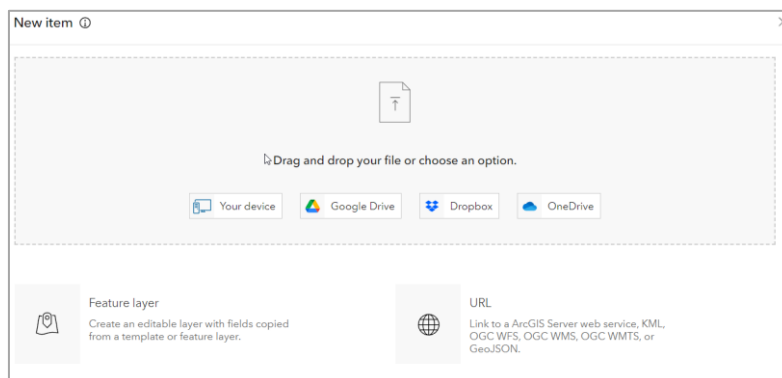 New item
Drag and drop your file or choose an option.
Your device
Google Drive
Dropbox
OneDrive
Feature layer
Create an editable layer with fields copied
from a template or feature layer.
URL
Link to a ArcGIS Server web service, KML,
OGC WFS, OGC WMS, OGC WMTS, or
GeoJSON.